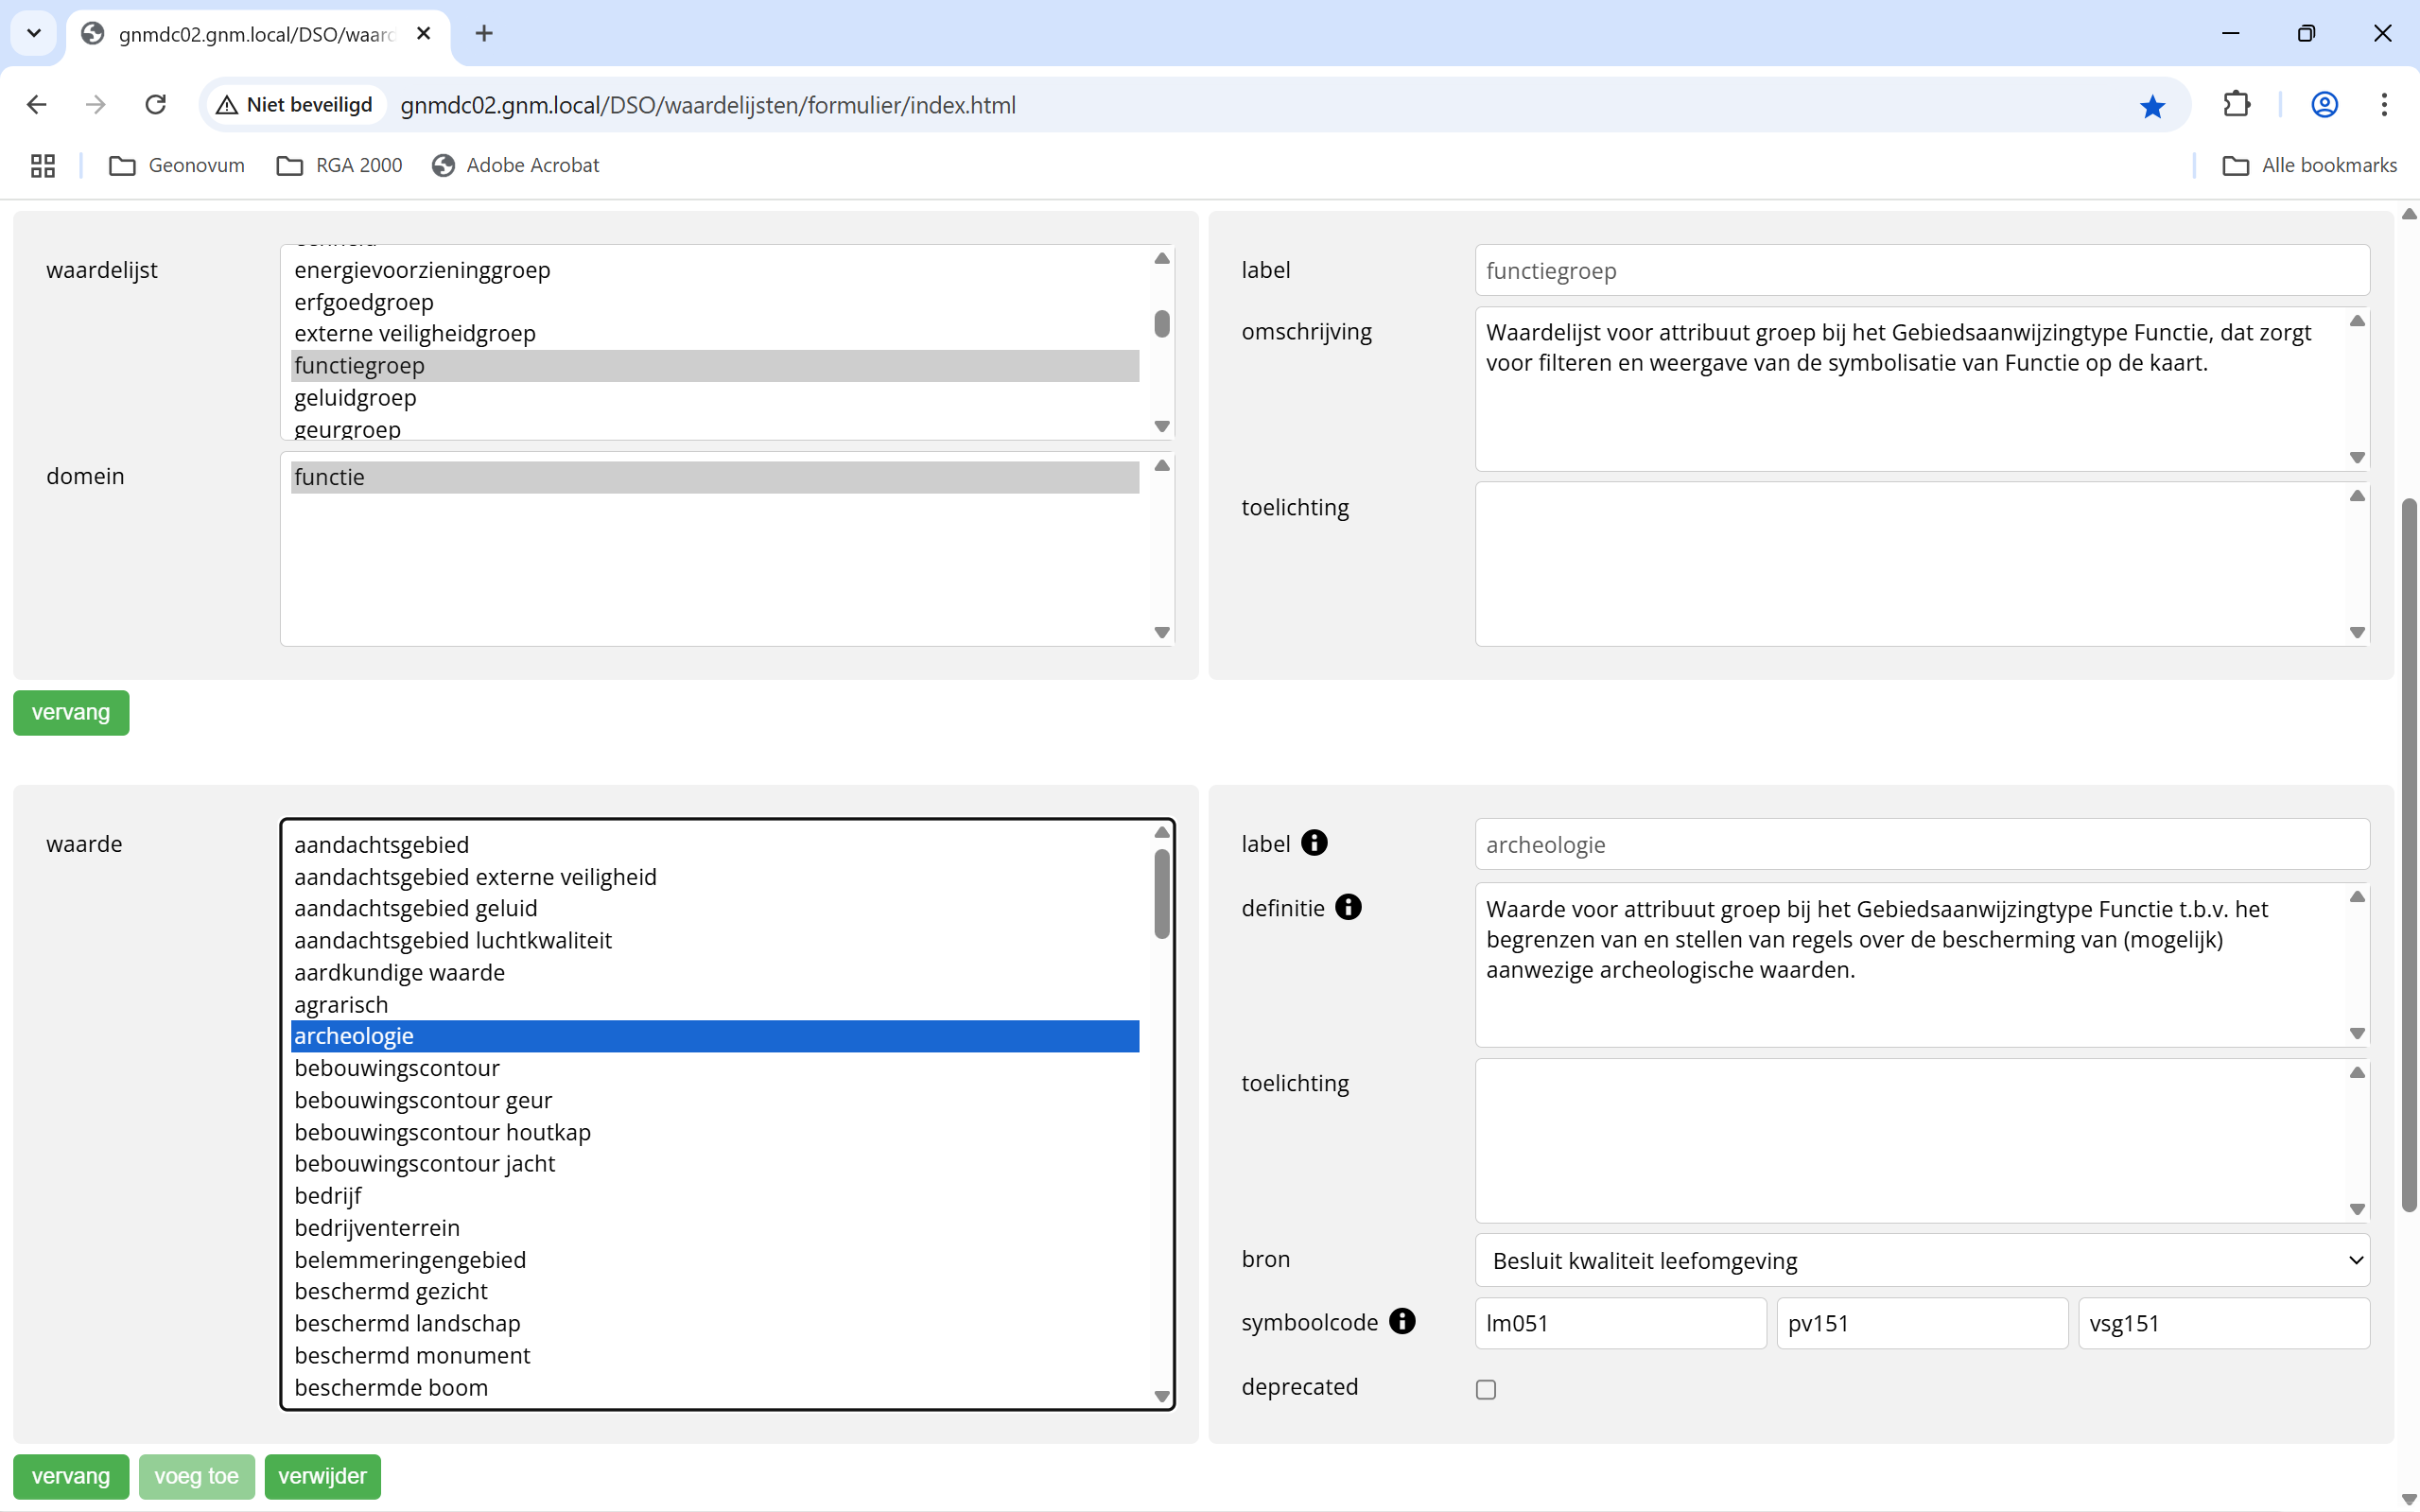 gnmdc02.gnm.local/DSO/waard
Niet beveiligd
gnmdc02.gnm.local/DSO/waardelijsten/formulier/index.html
Geonovum
RGA 2000
Adobe Acrobat
Alle bookmarks
waardelijst
energievoorzieninggroep
erfgoedgroep
externe veiligheidgroep
functiegroep
geluidgroep
geurgroep
domein
functie
label
functiegroep
omschrijving
Waardelijst voor attribuut groep bij het Gebiedsaanwijzingtype Functie, dat zorgt
voor filteren en weergave van de symbolisatie van Functie op de kaart.
toelichting
vervang
waarde
aandachtsgebied
aandachtsgebied externe veiligheid
aandachtsgebied geluid
aandachtsgebied luchtkwaliteit
aardkundige waarde
agrarisch
archeologie
bebouwingscontour
bebouwingscontour geur
bebouwingscontour houtkap
bebouwingscontour jacht
bedrijf
bedrijventerrein
belemmeringengebied
beschermd gezicht
beschermd landschap
beschermd monument
beschermde boom
label
archeologie
definitie
Waarde voor attribuut groep bij het Gebiedsaanwijzingtype Functie t.b.v. het
begrenzen van en stellen van regels over de bescherming van (mogelijk)
aanwezige archeologische waarden.
toelichting
bron
Besluit kwaliteit leefomgeving
symboolcode
lm051
pv151
vsg151
deprecated
vervang
voeg toe
verwijder